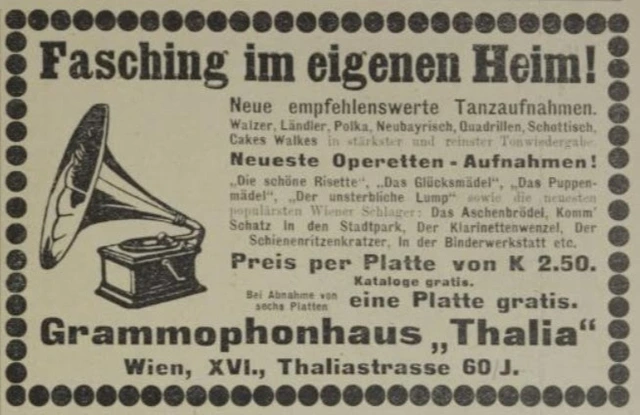 Fasching im eigenen Heim!
Neue empfehlenswerte Tanzaufnahmen.
Walzer, Ländler, Polka, Neubayrisch, Quadrillen, Schottisch,
Cakes Walkes in stärkster und reinster Tonwiedergabe.
Neueste Operetten-Aufnahmen!
„Die schöne Risette“, „Das Glücksmädel“, „Das Puppen-
mädel“, „Der unsterbliche Lump“ sowie die neuesten
populärsten Wiener Schlager: Das Aschenbrödel, Komm’
Schatz in den Stadtpark, Der Klarinettenwenzel, Der
Schienenritzenkratzer, In der Binderwerkstatt etc.
Preis per Platte von K 2.50.
Kataloge gratis.
Bei Abnahme von
sechs Platten
eine Platte gratis.
Grammophonhaus „Thalia“
Wien, XVI., Thaliastrasse 60/J.